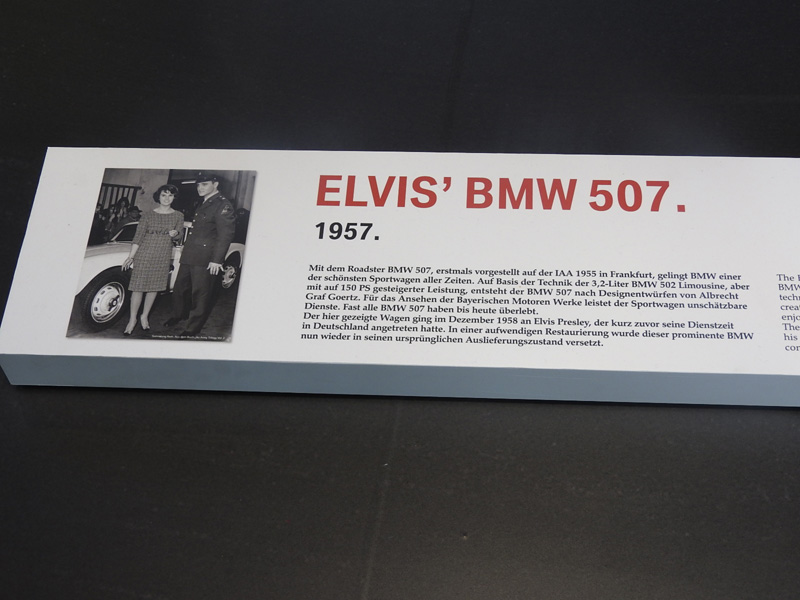 ELVIS' BMW 507.
1957.
Mit dem Roadster BMW 507, erstmals vorgestellt auf der IAA 1955 in Frankfurt, gelingt BMW einer
der schönsten Sportwagen aller Zeiten. Auf Basis der Technik der 3,2-Liter BMW 502 Limousine, aber
mit auf 150 PS gesteigerter Leistung, entsteht der BMW 507 nach Designentwürfen von Albrecht
Graf Goertz. Für das Ansehen der Bayerischen Motoren Werke leistet der Sportwagen unschätzbare
Dienste. Fast alle BMW 507 haben bis heute überlebt.
Der hier gezeigte Wagen ging im Dezember 1958 an Elvis Presley, der kurz zuvor seine Dienstzeit
in Deutschland angetreten hatte. In einer aufwendigen Restaurierung wurde dieser prominente BMW
nun wieder in seinen ursprünglichen Auslieferungszustand versetzt.
The
BMW
his